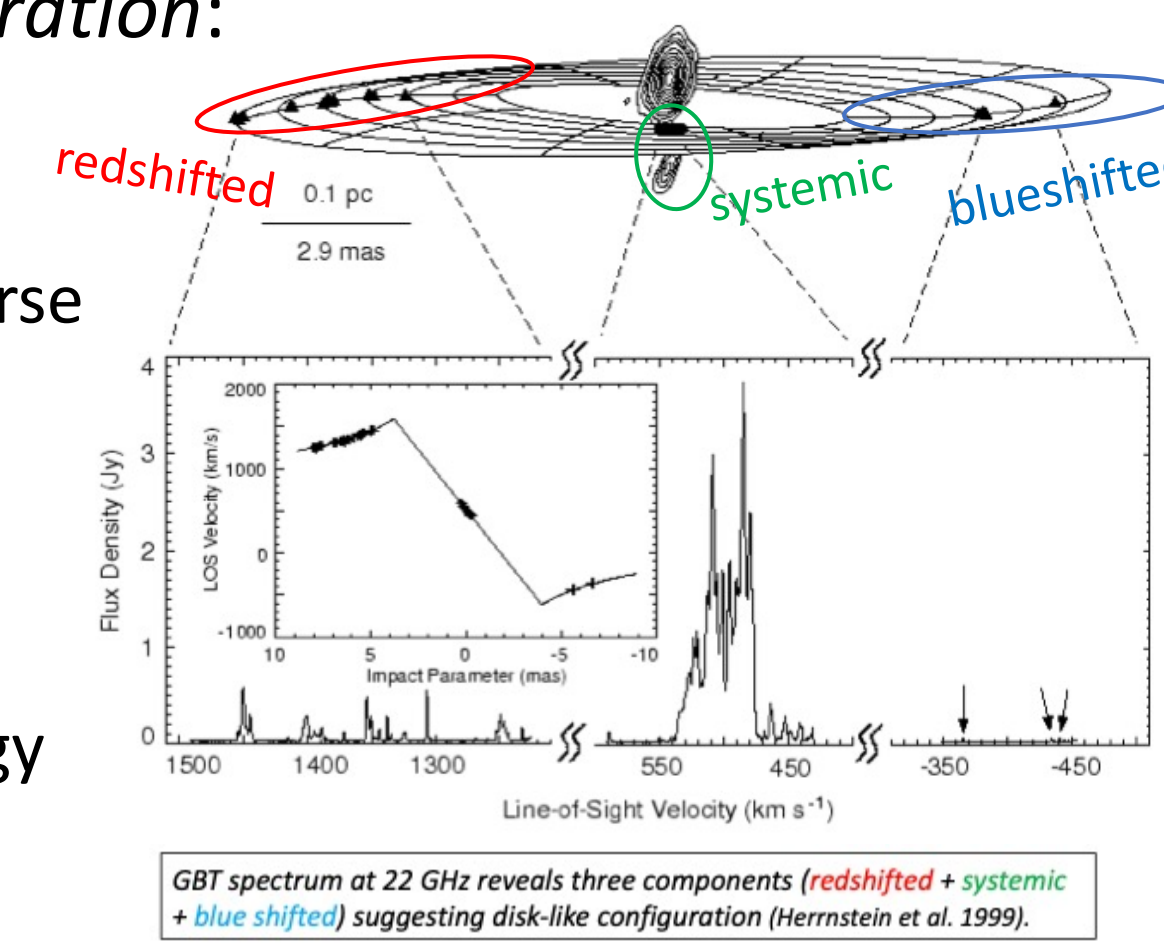 ration:
redshifted
0.1 pc
2.9 mas
systemic
blueshifte
rse
4
3
2
1
0
Flux Density (Jy)
2000
1000
0
-1000
LOS Velocity (km/s)
10 5 0 -5 -10
Impact Parameter (mas)
gy
1500 1400 1300 550 450 -350 -450
Line-of-Sight Velocity (km s⁻¹)
GBT spectrum at 22 GHz reveals three components (redshifted + systemic
+ blue shifted) suggesting disk-like configuration (Herrnstein et al. 1999).